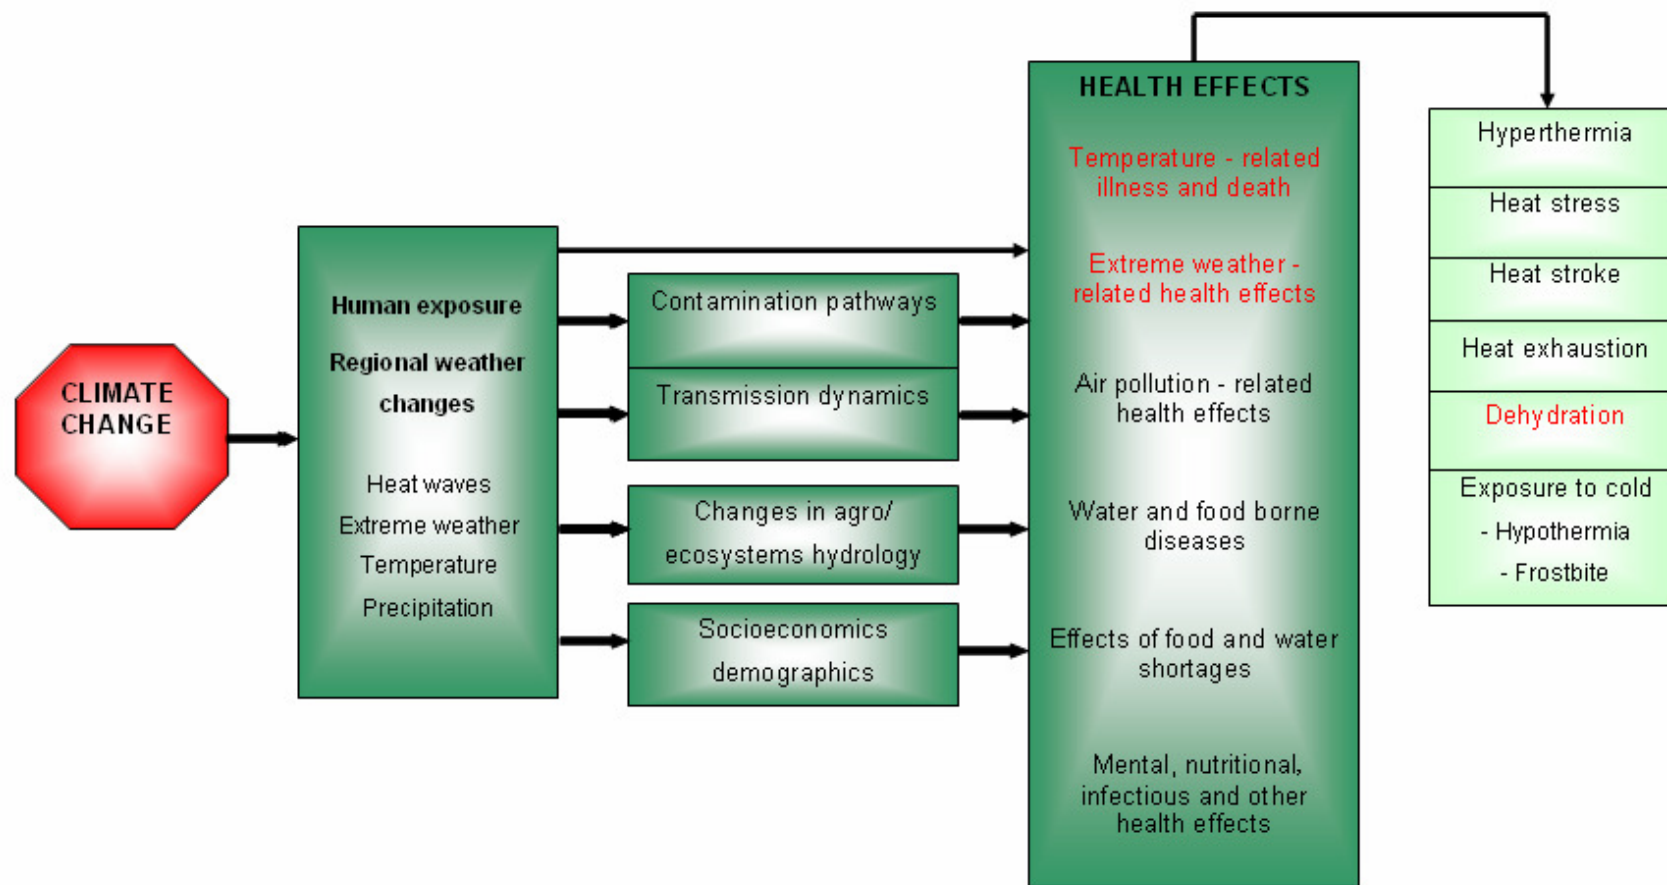 CLIMATE
CHANGE
Human exposure
Regional weather
changes
Heat waves
Extreme weather
Temperature
Precipitation
Contamination pathways
Transmission dynamics
Changes in agro/
ecosystems hydrology
Socioeconomics
demographics
HEALTH EFFECTS
Temperature - related
illness and death
Extreme weather -
related health effects
Air pollution - related
health effects
Water and food borne
diseases
Effects of food and water
shortages
Mental, nutritional,
infectious and other
health effects
Hyperthermia
Heat stress
Heat stroke
Heat exhaustion
Dehydration
Exposure to cold
- Hypothermia
- Frostbite